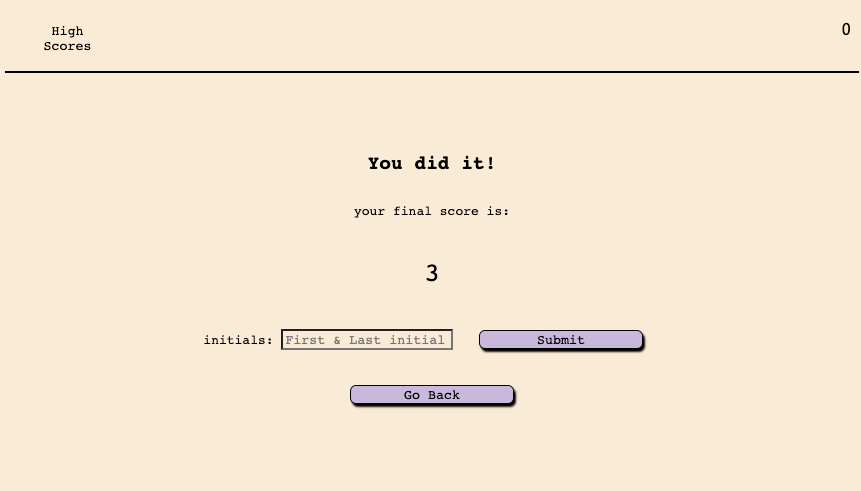 High
Scores
0
You did it!
your final score is:
3
initials: First & Last initial Submit
Go Back